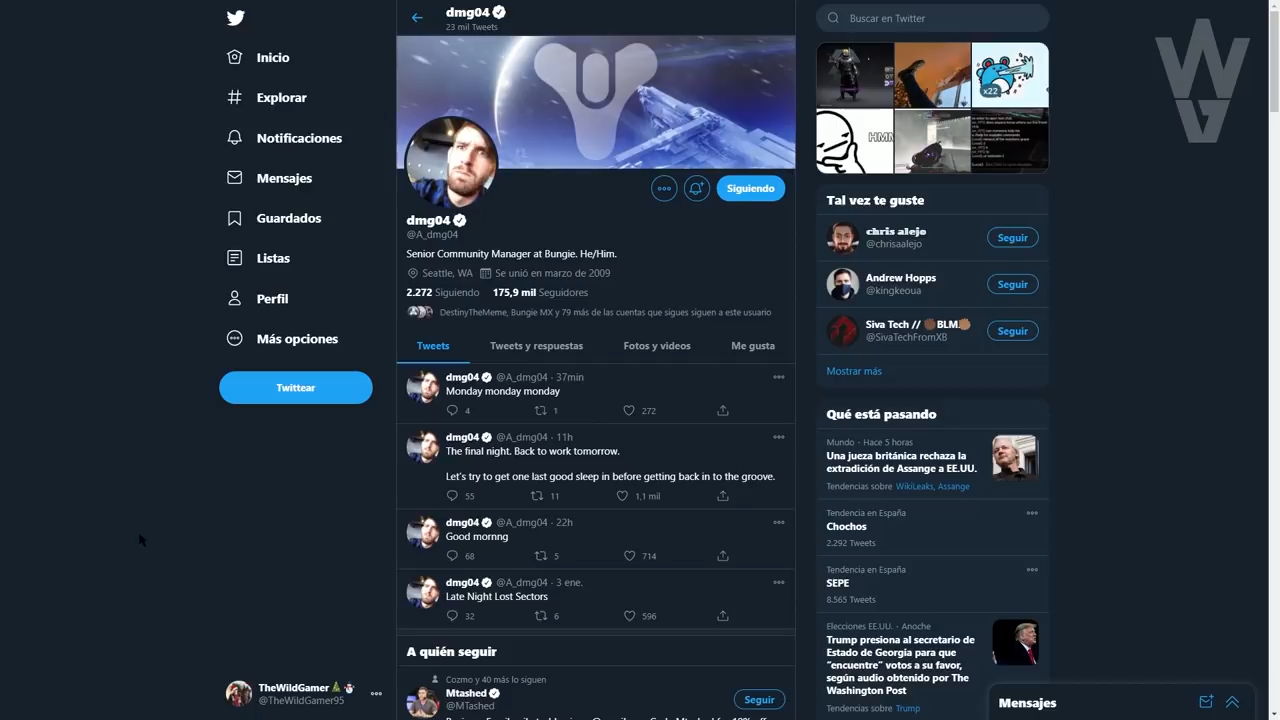 Inicio
Explorar
Notificaciones
Mensajes
Guardados
Listas
Perfil
Más opciones
Twittear
TheWildGamer
@TheWildGamer95
dmg04
23 mil Tweets
Siguiendo
dmg04
@A_dmg04
Senior Community Manager at Bungie. He/Him.
Seattle, WA Se unió en marzo de 2009
2.272 Siguiendo 175,9 mil Seguidores
DestinyTheMeme, Bungie MX y 79 más de las cuentas que sigues siguen a este usuario
Tweets Tweets y respuestas Fotos y videos Me gusta
dmg04 @A_dmg04 · 37min
Monday monday monday
4 1 272
dmg04 @A_dmg04 · 11h
The final night. Back to work tomorrow.
Let's try to get one last good sleep in before getting back in to the groove.
55 11 1,1 mil
dmg04 @A_dmg04 · 22h
Good mornng
68 5 714
dmg04 @A_dmg04 · 3 ene.
Late Night Lost Sectors
32 6 596
A quién seguir
Cozmo y 40 más lo siguen
Mtashed
@MTashed
Seguir
Buscar en Twitter
x22
HMN
Tal vez te guste
chris alejo
@chrisaalejo
Seguir
Andrew Hopps
@kingkeoua
Seguir
Siva Tech // BLM
@SivaTechFromXB
Seguir
Mostrar más
Qué está pasando
Mundo · Hace 5 horas
Una jueza británica rechaza la
extradición de Assange a EE.UU.
Tendencias sobre WikiLeaks, Assange
Tendencia en España
Chochos
2.292 Tweets
Tendencia en España
SEPE
8.565 Tweets
Elecciones EE.UU. · Anoche
Trump presiona al secretario de
Estado de Georgia para que
"encuentre" votos a su favor,
según audio obtenido por The
Washington Post
Tendencias sobre Trump
Mensajes
WG